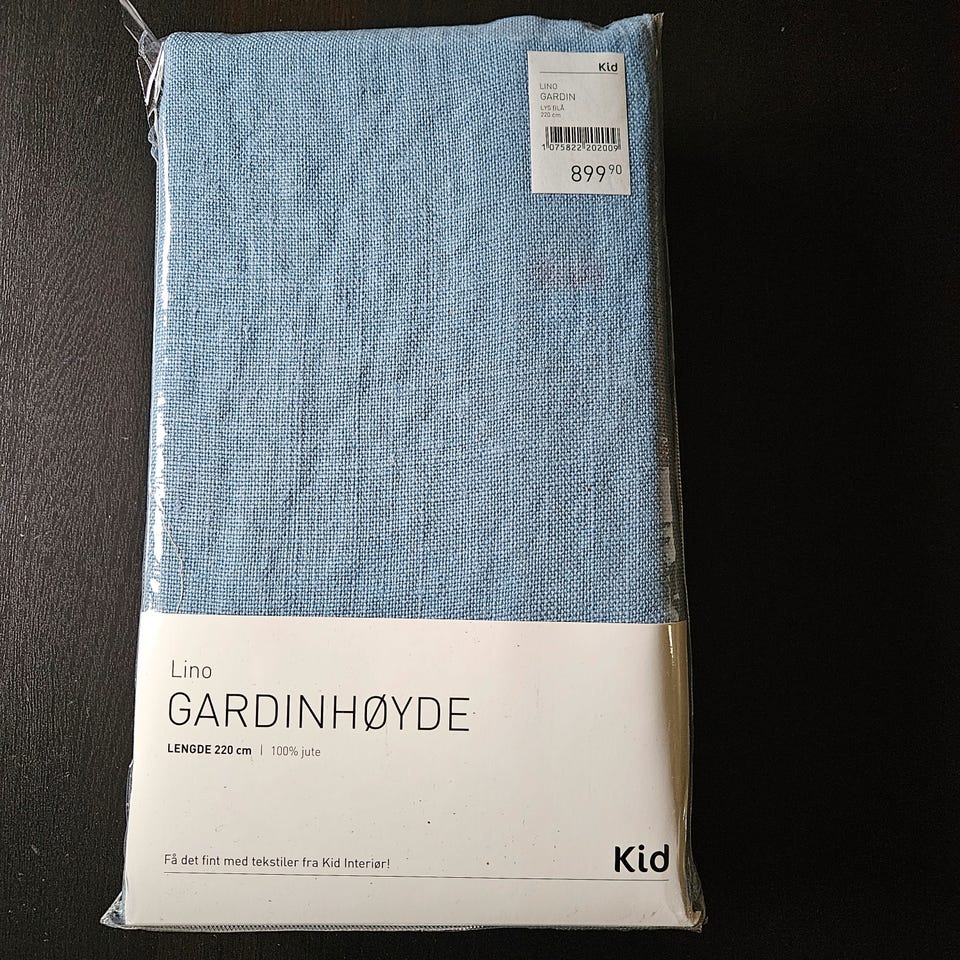 Kid
LINO
GARDIN
LYS BLÅ
220 cm
1 075822 202009
899 90
Lino
GARDINHØYDE
LENGDE 220 cm | 100% jute
Få det fint med tekstiler fra Kid Interiør!
Kid